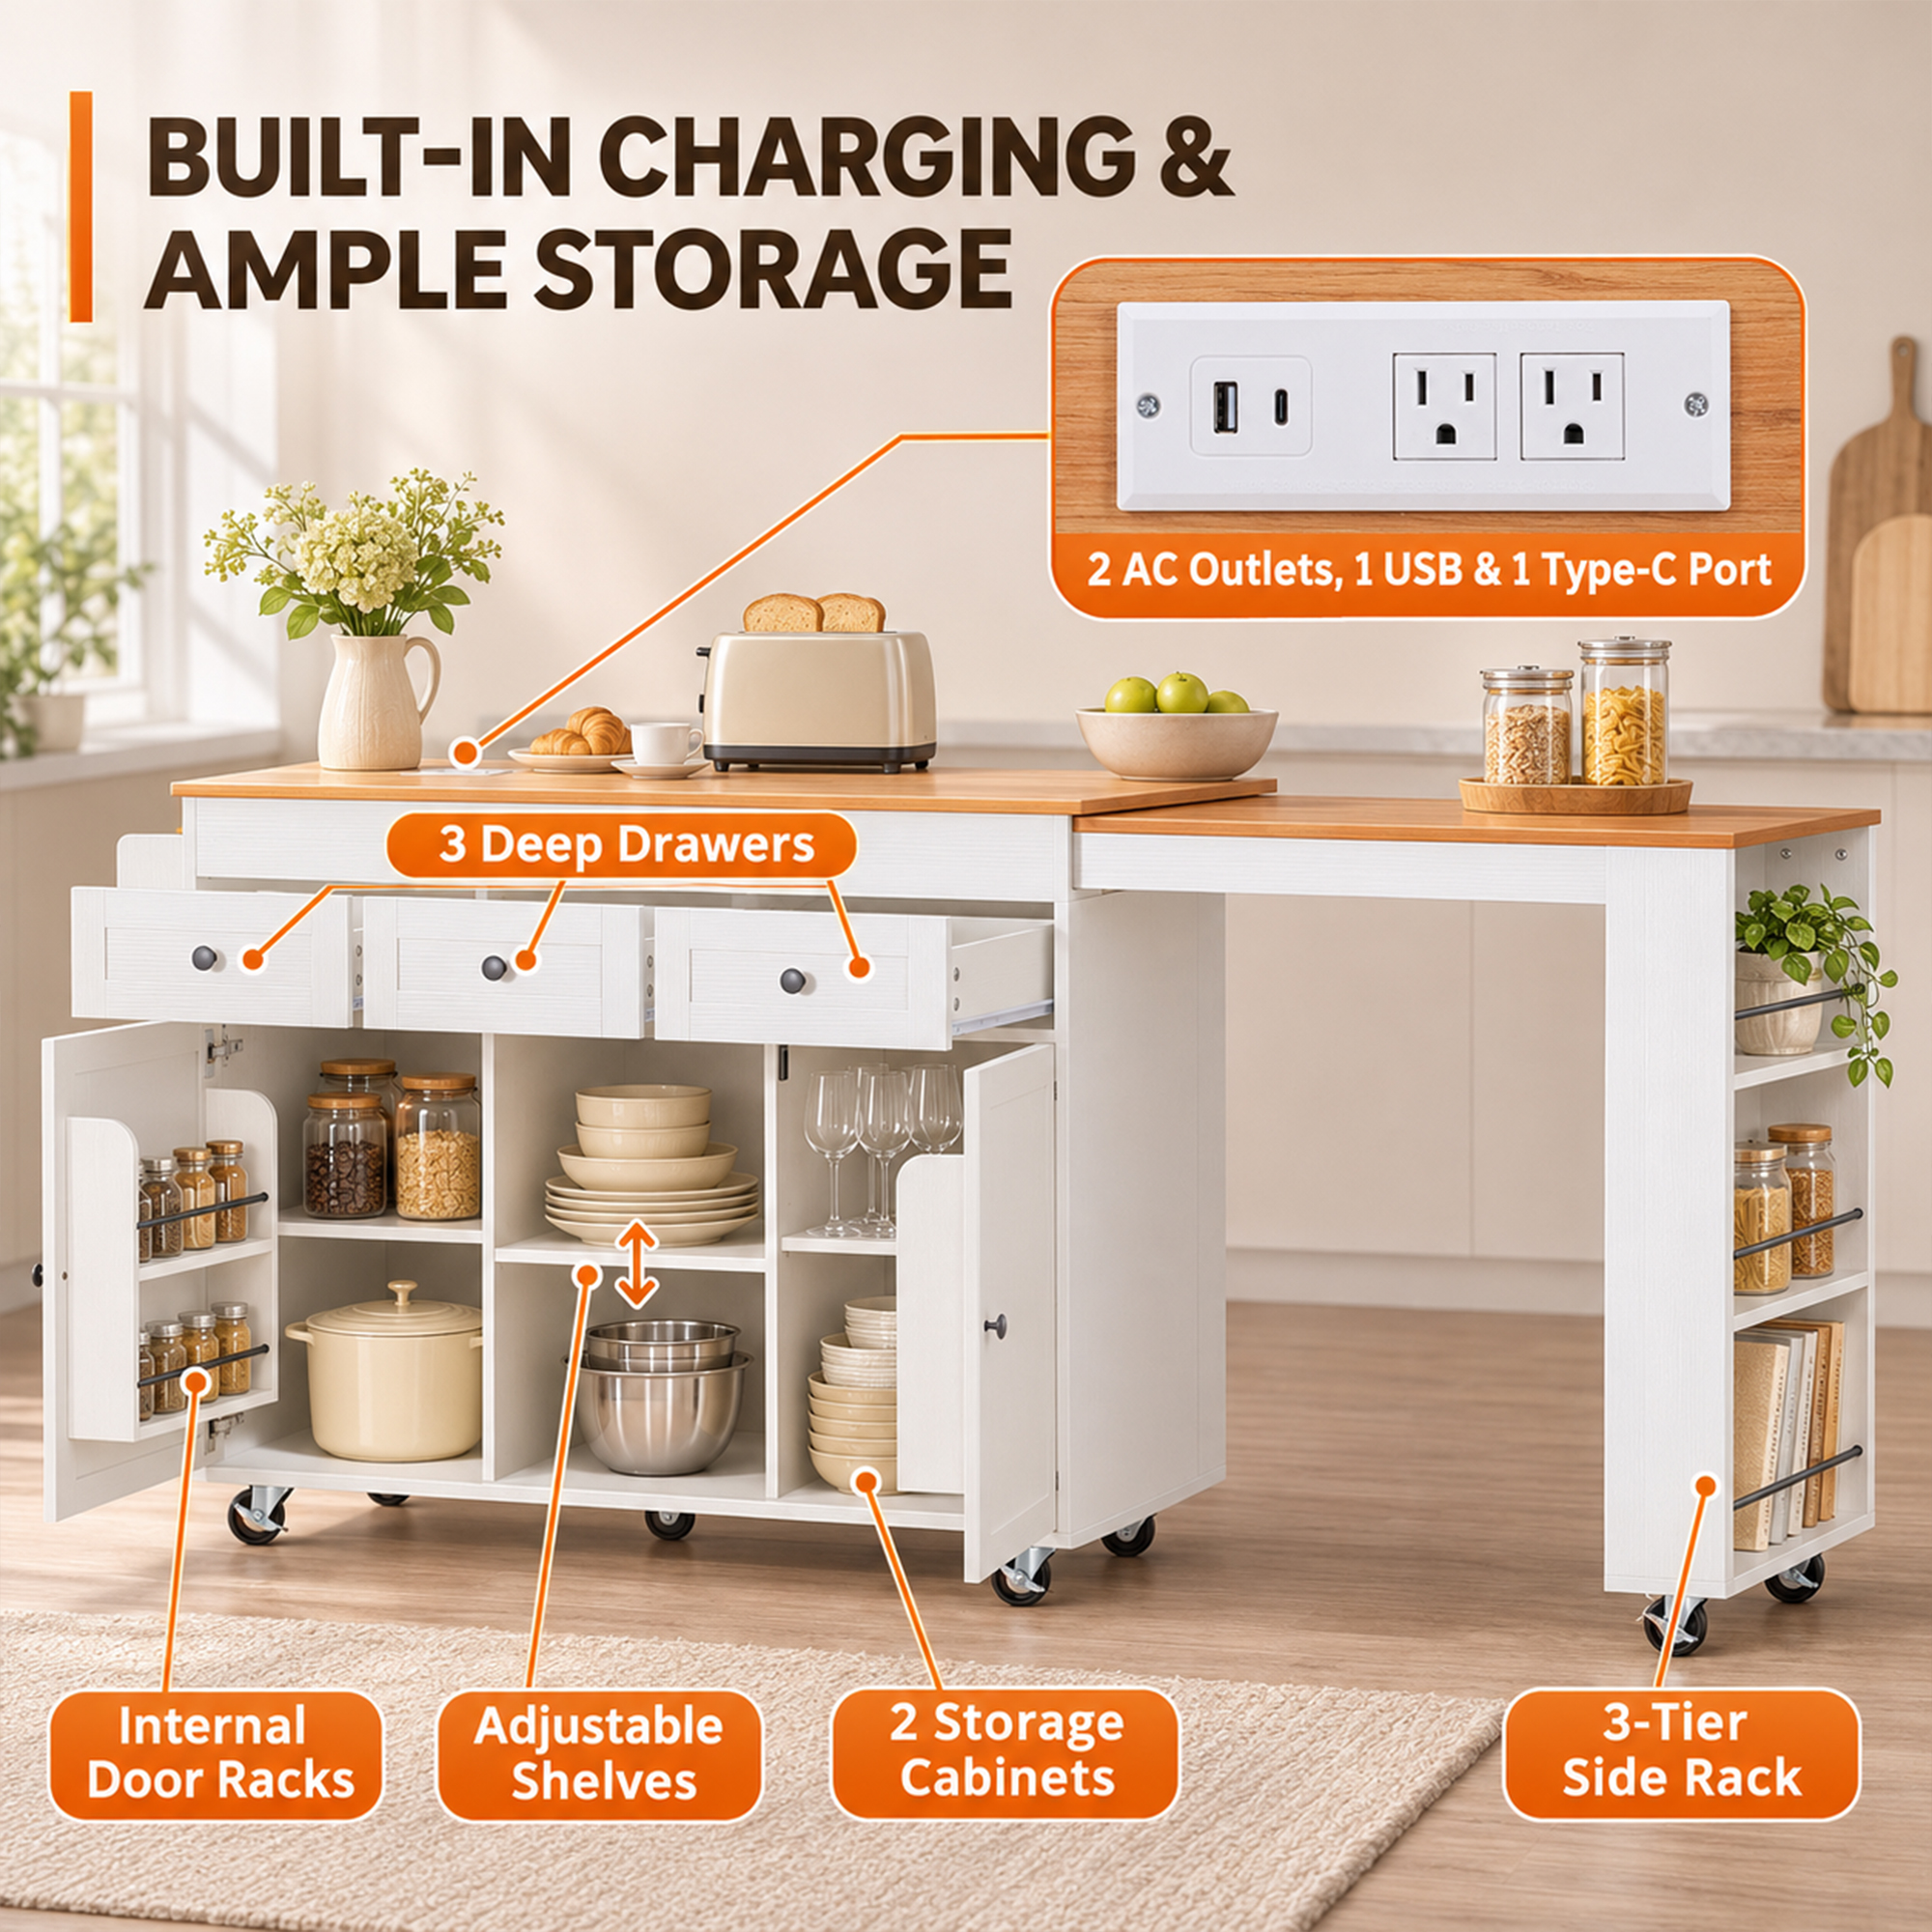 BUILT-IN CHARGING &
AMPLE STORAGE
2 AC Outlets, 1 USB & 1 Type-C Port
3 Deep Drawers
Internal
Door Racks
Adjustable
Shelves
2 Storage
Cabinets
3-Tier
Side Rack